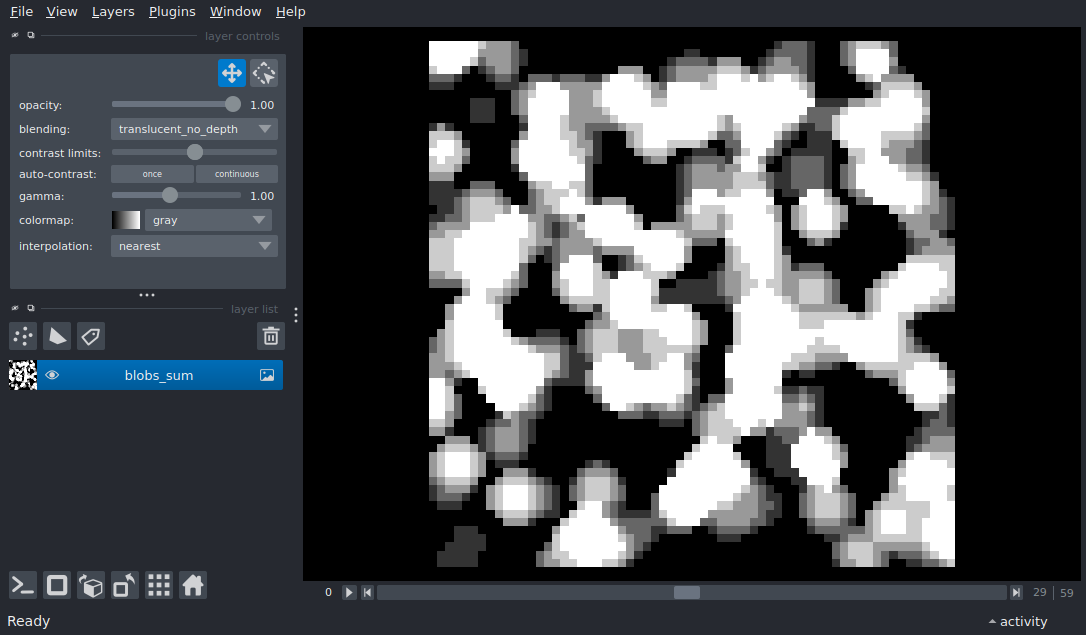 File View Layers Plugins Window Help
layer controls
opacity: 1.00
blending: translucent_no_depth
contrast limits:
auto-contrast: once continuous
gamma: 1.00
colormap: gray
interpolation: nearest
layer list
blobs_sum
0 29 59
Ready activity